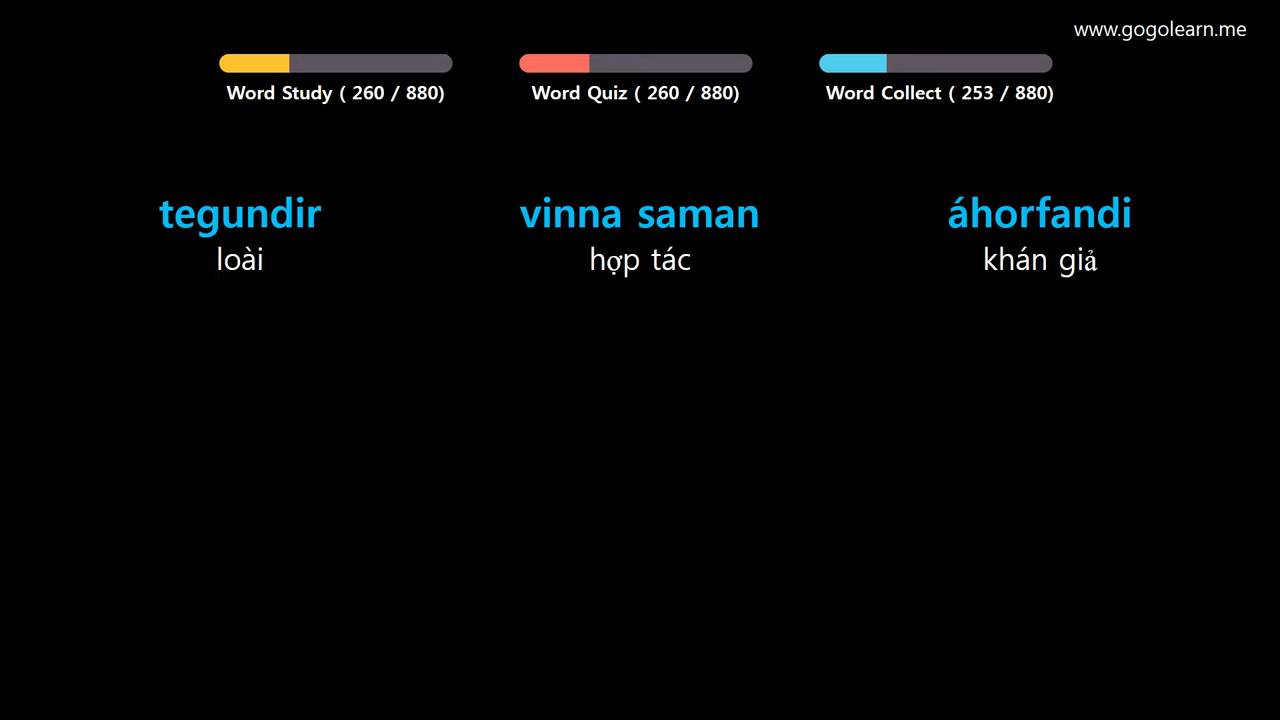 www.gogolearn.me
Word Study ( 260 / 880)
Word Quiz ( 260 / 880)
Word Collect ( 253 / 880)
tegundir
loài
vinna saman
hợp tác
áhorfandi
khán giả